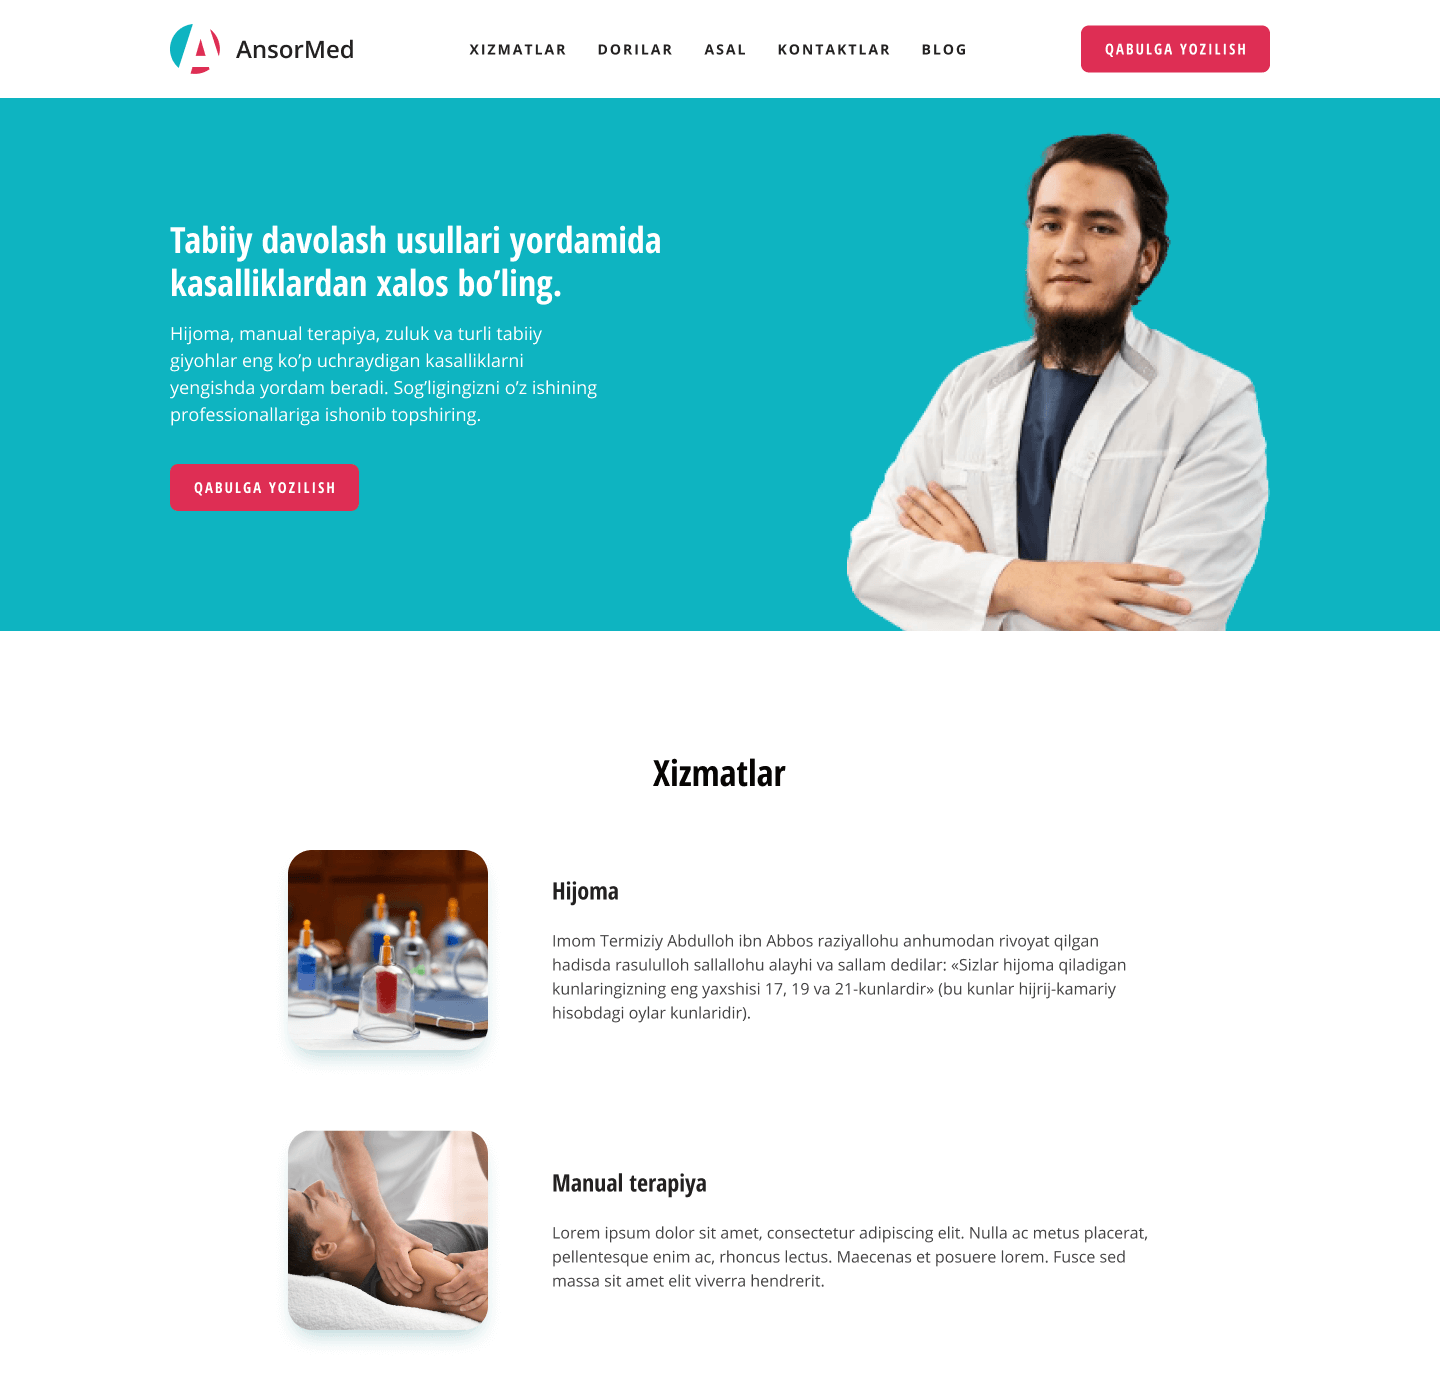 AnsorMed
XIZMATLAR DORILAR ASAL KONTAKTLAR BLOG
QABULGA YOZILISH
Tabiiy davolash usullari yordamida
kasalliklardan xalos bo’ling.
Hijoma, manual terapiya, zuluk va turli tabiiy
giyohlar eng ko’p uchraydigan kasalliklarni
yengishda yordam beradi. Sog’ligingizni o’z ishining
professionallariga ishonib topshiring.
QABULGA YOZILISH
Xizmatlar
Hijoma
Imom Termiziy Abdulloh ibn Abbos raziyallohu anhumodan rivoyat qilgan
hadisda rasululloh sallallohu alayhi va sallam dedilar: «Sizlar hijoma qiladigan
kunlaringizning eng yaxshisi 17, 19 va 21-kunlardir» (bu kunlar hijrij-kamariy
hisobdagi oylar kunlaridir).
Manual terapiya
Lorem ipsum dolor sit amet, consectetur adipiscing elit. Nulla ac metus placerat,
pellentesque enim ac, rhoncus lectus. Maecenas et posuere lorem. Fusce sed
massa sit amet elit viverra hendrerit.